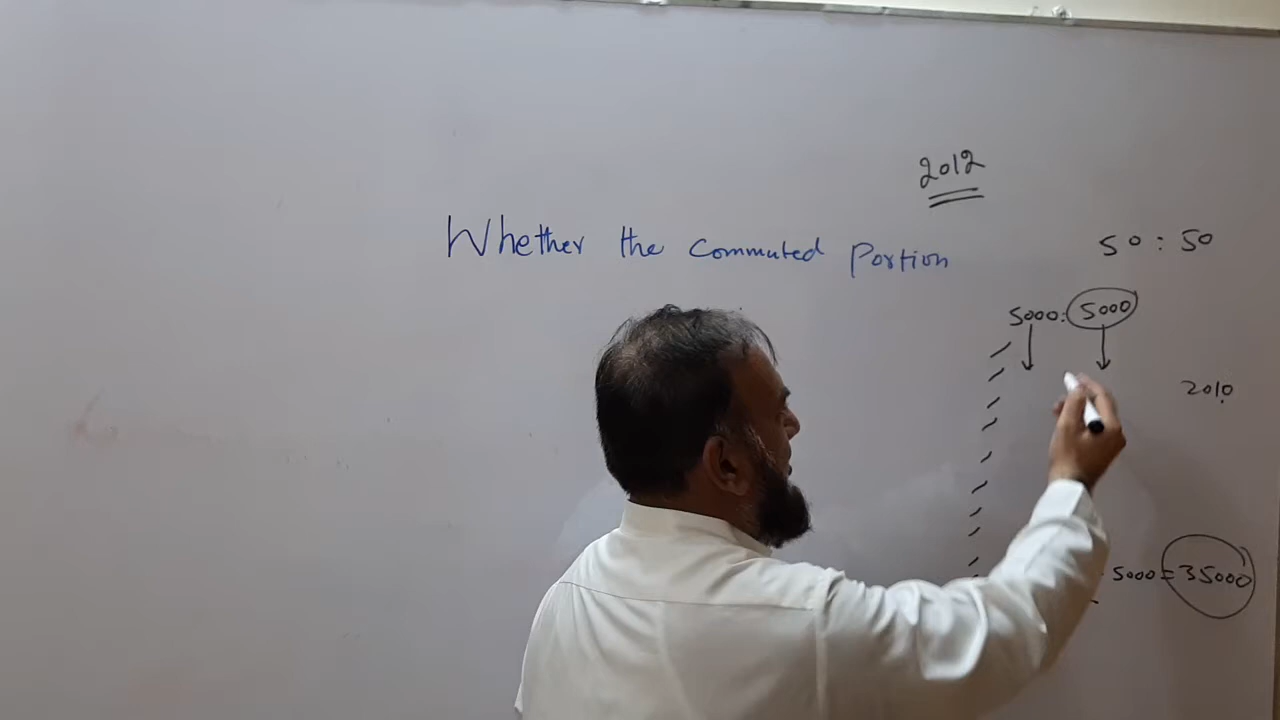 2012
Whether the commuted Portion
50 : 50
5000 : 5000
2010
5000 = 35000